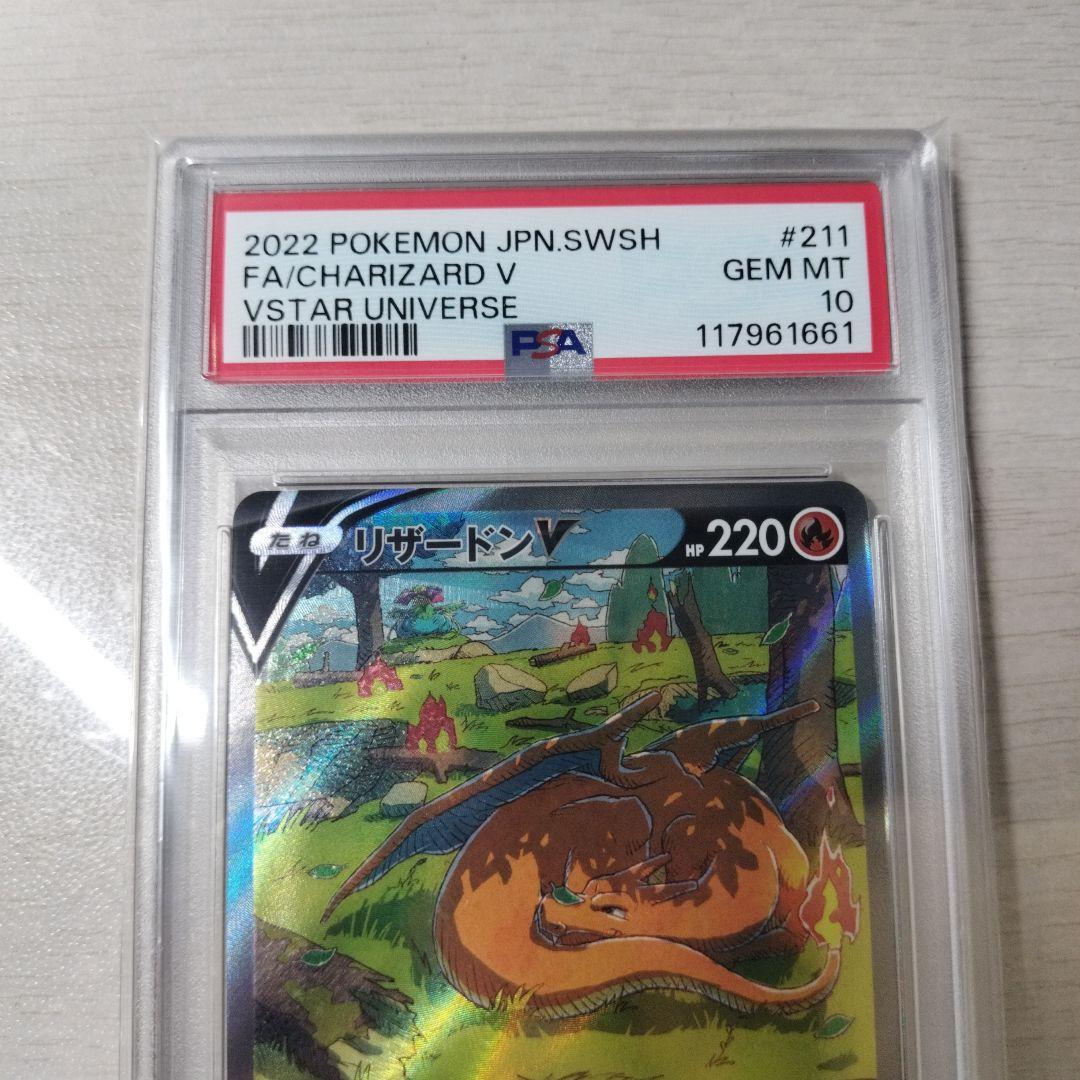 2022 POKEMON JPN.SWSH #211
FA/CHARIZARD V GEM MT
VSTAR UNIVERSE 10
PSA 117961661
たね リザードンV HP 220